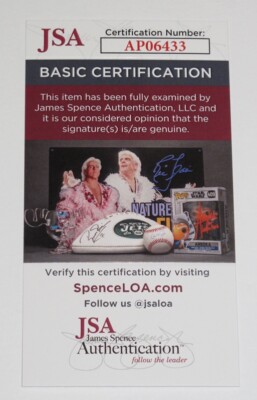 JSA
Certification Number:
AP06433
BASIC CERTIFICATION
This item has been fully examined by
James Spence Authentication, LLC and
it is our considered opinion that the
signature(s) is/are genuine.
NATURE
Verify this certification by visiting
SpenceLOA.com
Follow us @jsaloa
JSA
James Spence
Authentication™
follow the leader